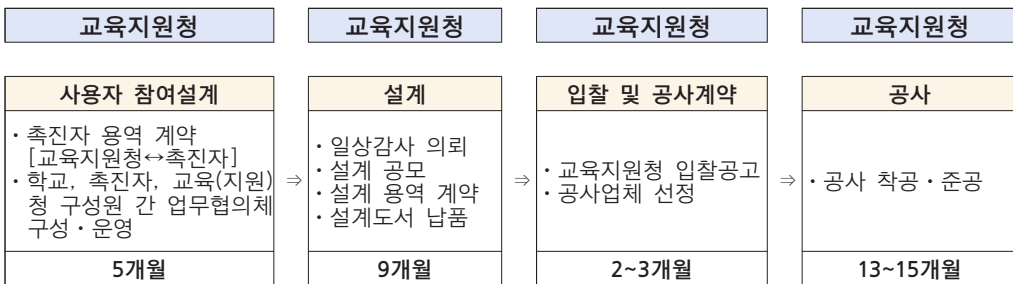 교육지원청
교육지원청
교육지원청
교육지원청
사용자 참여설계
・촉진자 용역 계약
[교육지원청↔촉진자]
・학교, 촉진자, 교육(지원)
청 구성원 간 업무협의체
구성・운영
5개월
⇒
설계
・일상감사 의뢰
・설계 공모
・설계 용역 계약
・설계도서 납품
9개월
⇒
입찰 및 공사계약
・교육지원청 입찰공고
・공사업체 선정
2~3개월
⇒
공사
・공사 착공・준공
13~15개월